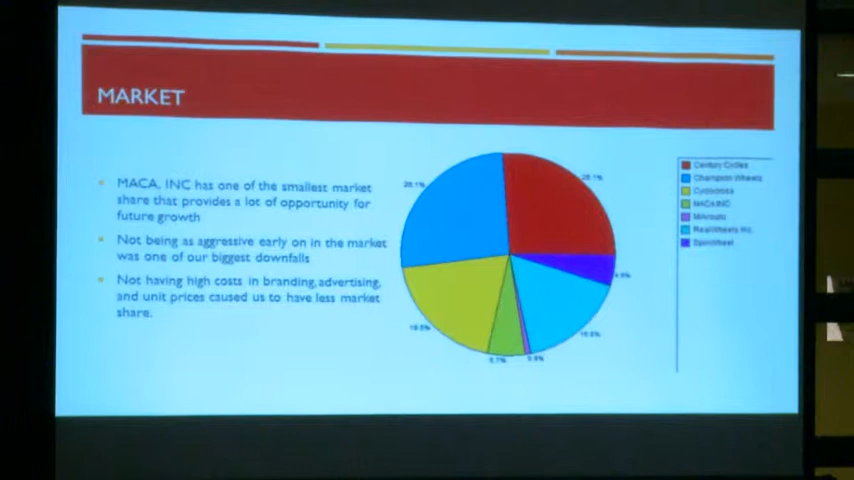 MARKET
MACA, INC has one of the smallest market
share that provides a lot of opportunity for
future growth
Not being as aggressive early on in the market
was one of our biggest downfalls
Not having high costs in branding, advertising,
and unit prices caused us to have less market
share.
Century Cycles
Champion Wheels
MACA INC
RealWheels Inc.
SpinWheel